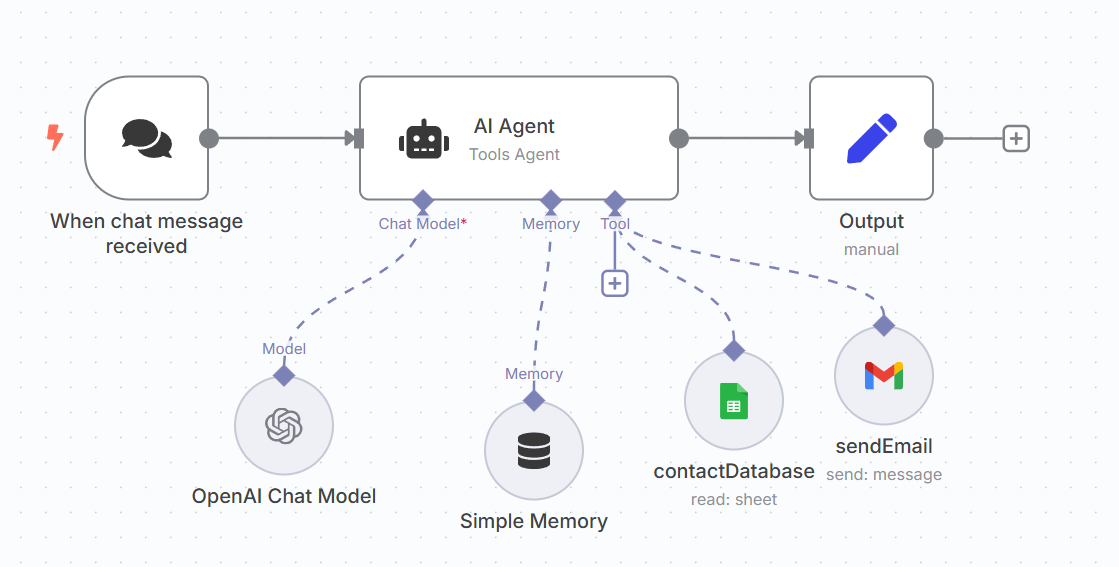 AI Agent
Tools Agent
Chat Model*
Memory
Tool
When chat message
received
Output
manual
Model
Memory
OpenAI Chat Model
Simple Memory
contactDatabase
read: sheet
sendEmail
send: message